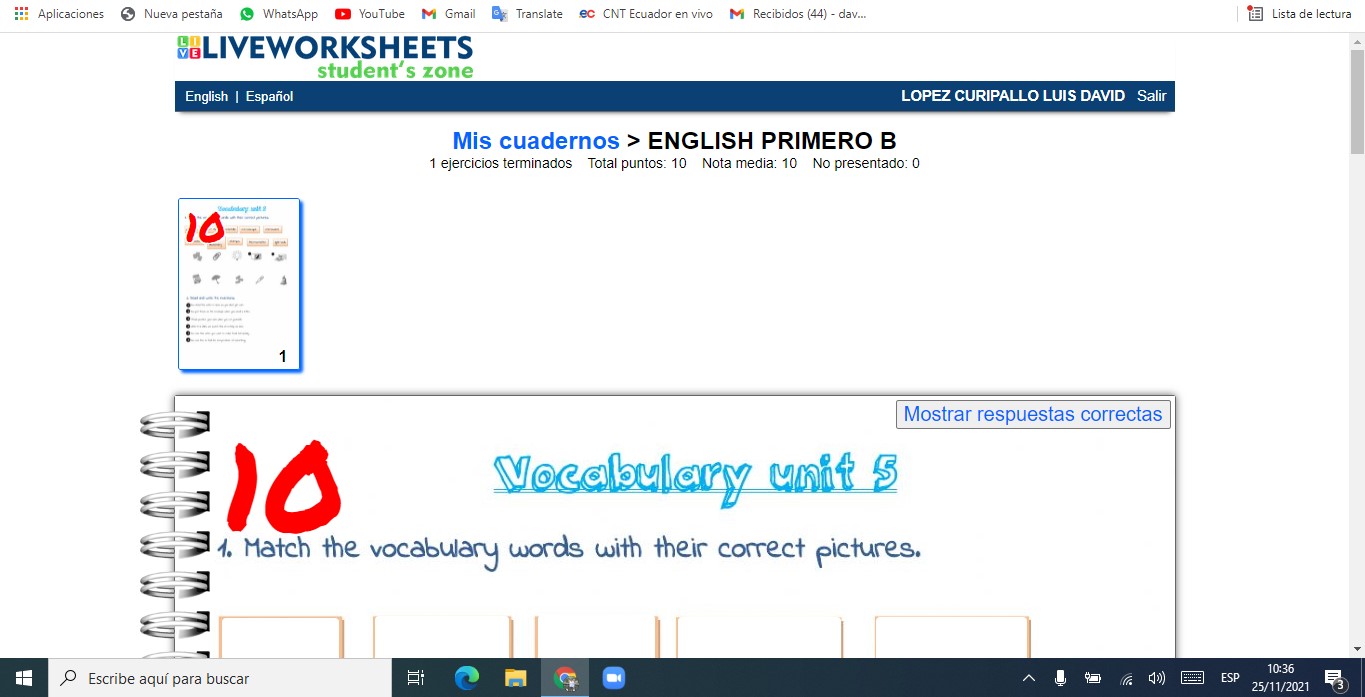 Aplicaciones Nueva pestaña WhatsApp YouTube Gmail Translate CNT Ecuador en vivo Recibidos (44) - dav... Lista de lectura
LIVEWORKSHEETS
student's zone
English | Español LOPEZ CURIPALLO LUIS DAVID Salir
Mis cuadernos > ENGLISH PRIMERO B
1 ejercicios terminados Total puntos: 10 Nota media: 10 No presentado: 0
Vocabulary unit 5
10
1
Mostrar respuestas correctas
10
Vocabulary unit 5
1. Match the vocabulary words with their correct pictures.
Escribe aquí para buscar
ESP
10:36
25/11/2021
3